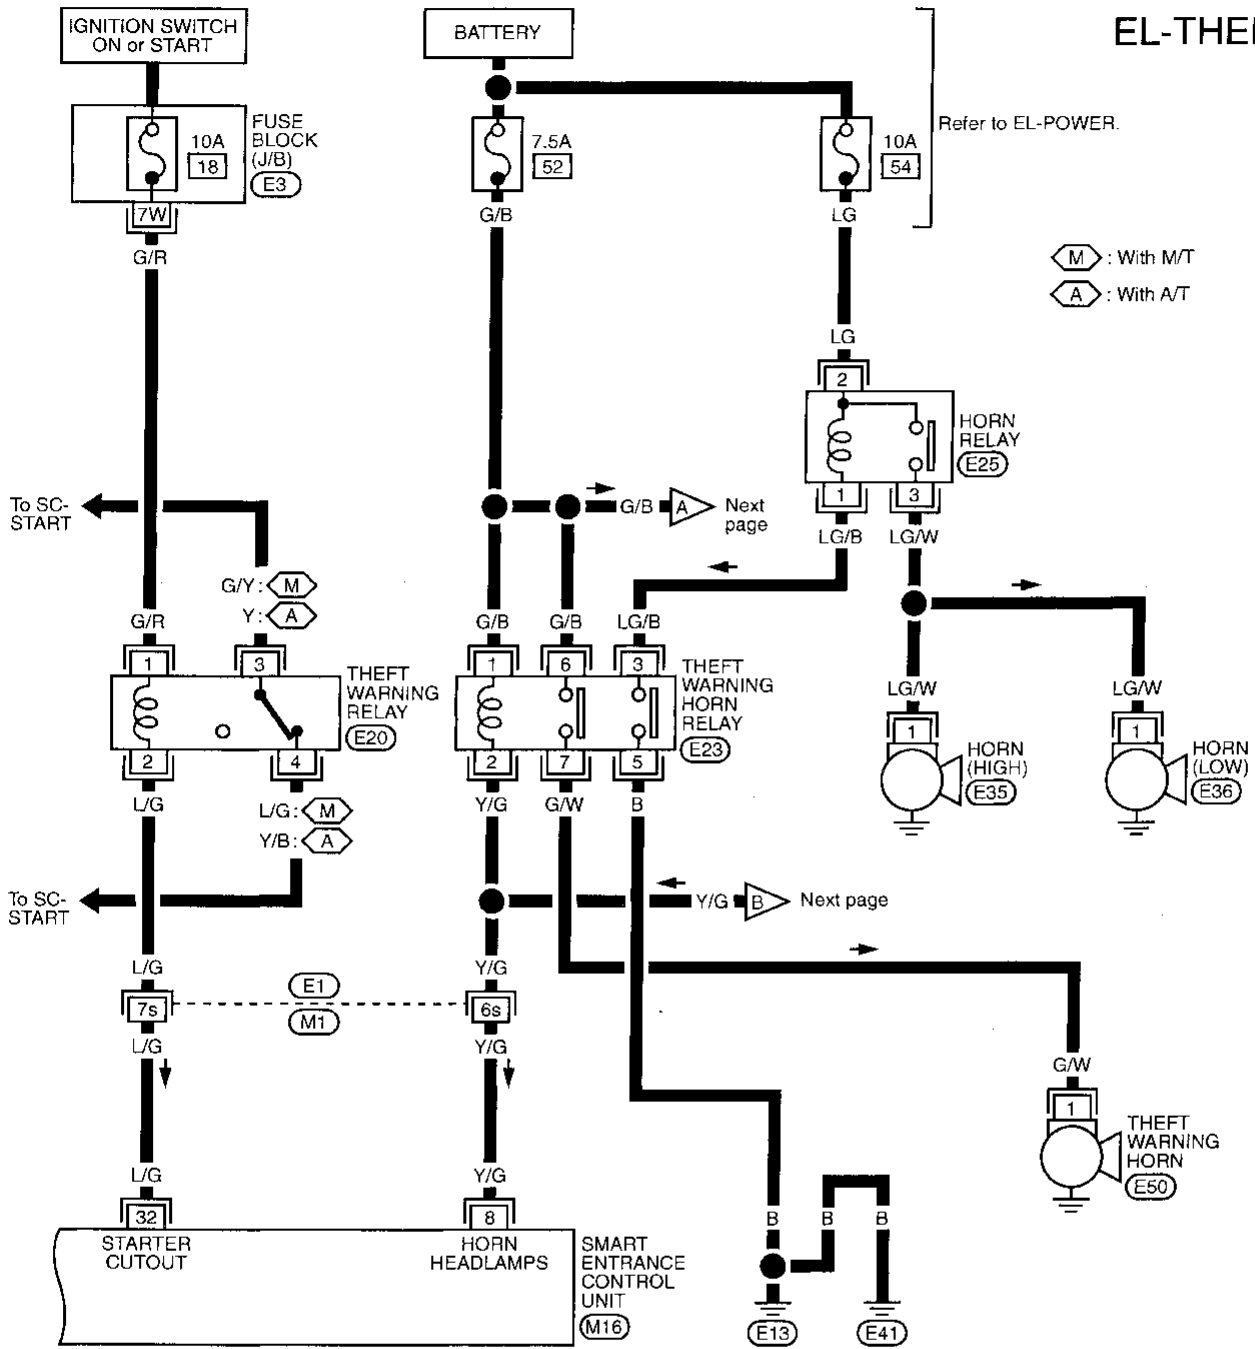 IGNITION SWITCH
ON or START
BATTERY
EL-THE
FUSE
BLOCK
(J/B)
E3
10A
18
7.5A
52
10A
54
Refer to EL-POWER.
7W
G/R
G/B
LG
M : With M/T
A : With A/T
LG
2
HORN
RELAY
E25
1
3
LG/B
LG/W
To SC-
START
G/B
A
Next
page
G/Y: M
Y: A
G/R
G/B
G/B
LG/B
1
3
1
6
3
THEFT
WARNING
RELAY
E20
THEFT
WARNING
HORN
RELAY
E23
LG/W
LG/W
1
1
HORN
(HIGH)
E35
HORN
(LOW)
E36
2
4
2
7
5
L/G
L/G: M
Y/B: A
Y/G
G/W
B
To SC-
START
Y/G
B
Next page
L/G
Y/G
E1
M1
7s
6s
L/G
Y/G
G/W
1
THEFT
WARNING
HORN
E50
L/G
Y/G
32
8
B
B
B
STARTER
CUTOUT
HORN
HEADLAMPS
SMART
ENTRANCE
CONTROL
UNIT
M16
E13
E41